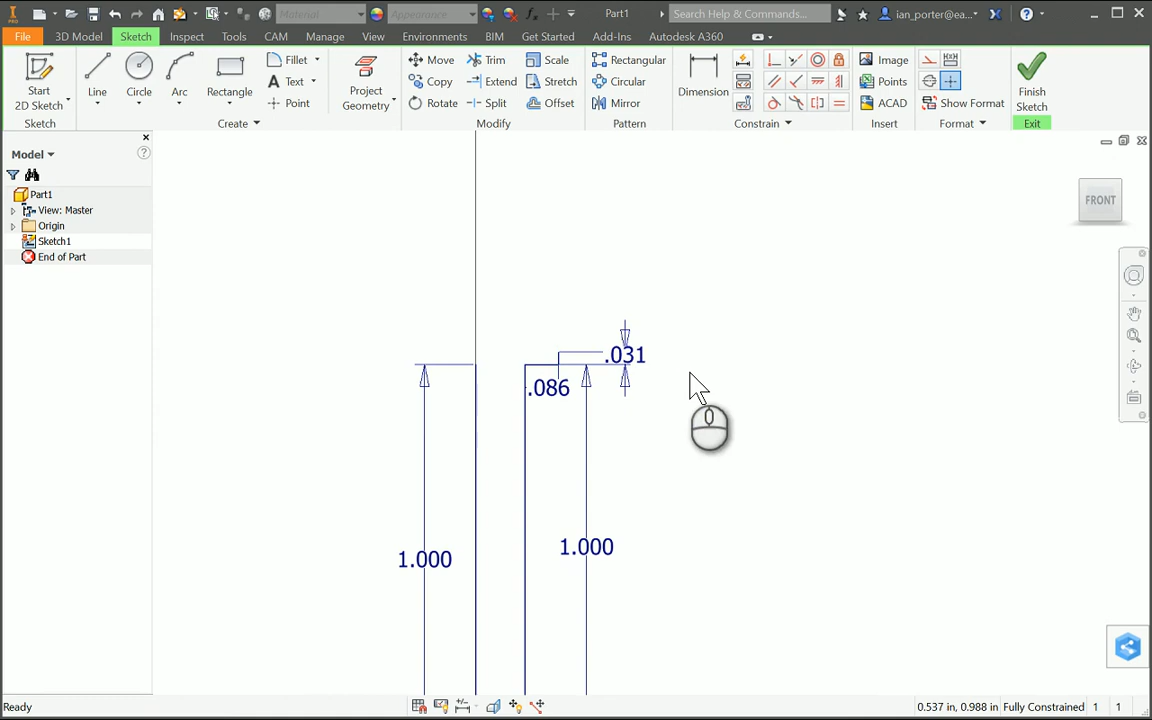 PRO
Material
Appearance
Part1
Search Help & Commands...
ian_porter@ea...
File
3D Model
Sketch
Inspect
Tools
CAM
Manage
View
Environments
BIM
Get Started
Add-Ins
Autodesk A360
Start
2D Sketch
Line
Circle
Arc
Rectangle
Fillet
Text
Point
Project
Geometry
Move
Copy
Rotate
Trim
Extend
Split
Scale
Stretch
Offset
Rectangular
Circular
Mirror
Dimension
Image
Points
ACAD
Show Format
Finish
Sketch
Sketch
Create
Modify
Pattern
Constrain
Insert
Format
Exit
Model
Part1
View: Master
Origin
Sketch1
End of Part
FRONT
.031
.086
1.000
1.000
Ready
0.537 in, 0.988 in Fully Constrained 1 1